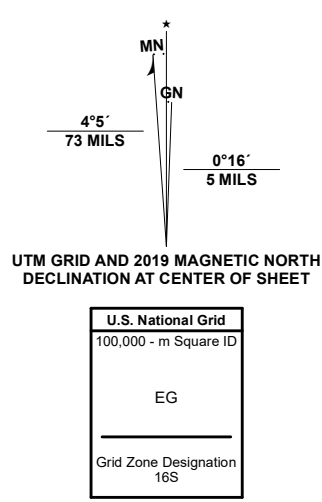 MN
GN
4°5´
73 MILS
0°16´
5 MILS
UTM GRID AND 2019 MAGNETIC NORTH
DECLINATION AT CENTER OF SHEET
U.S. National Grid
100,000 - m Square ID
EG
Grid Zone Designation
16S